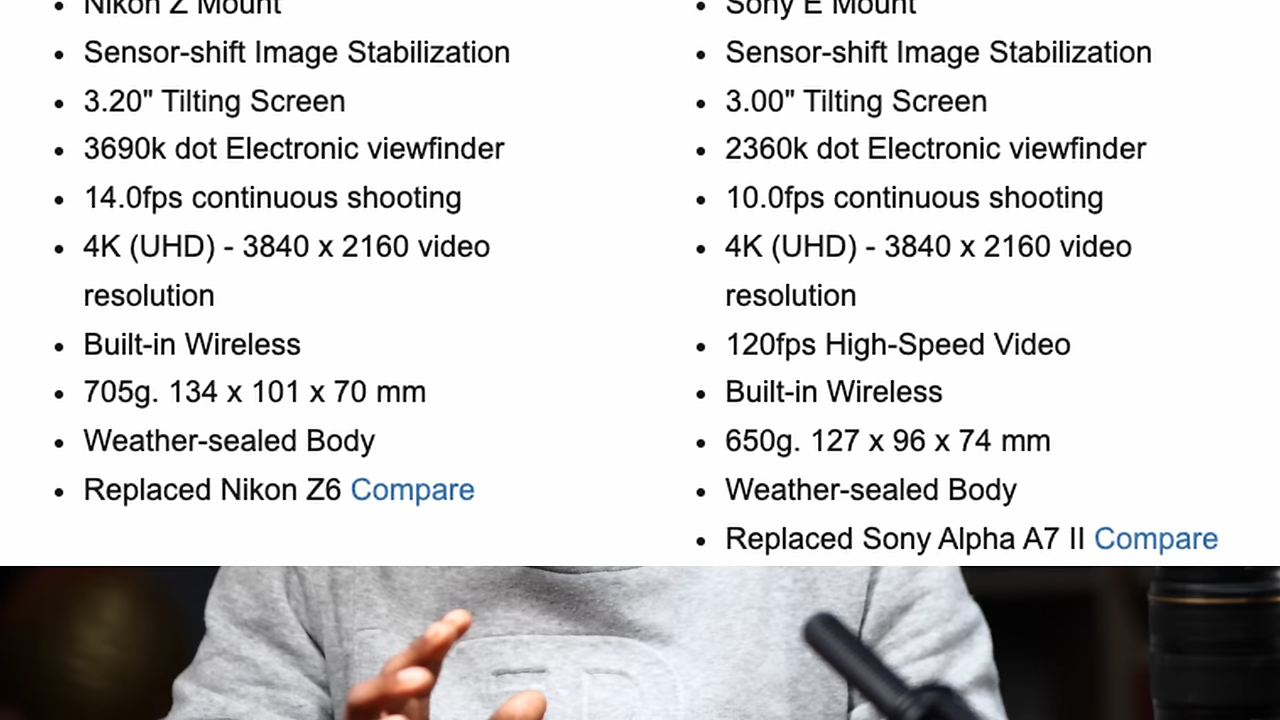 Nikon Z Mount
Sensor-shift Image Stabilization
3.20" Tilting Screen
3690k dot Electronic viewfinder
14.0fps continuous shooting
4K (UHD) - 3840 x 2160 video
resolution
Built-in Wireless
705g. 134 x 101 x 70 mm
Weather-sealed Body
Replaced Nikon Z6 Compare
Sony E Mount
Sensor-shift Image Stabilization
3.00" Tilting Screen
2360k dot Electronic viewfinder
10.0fps continuous shooting
4K (UHD) - 3840 x 2160 video
resolution
120fps High-Speed Video
Built-in Wireless
650g. 127 x 96 x 74 mm
Weather-sealed Body
Replaced Sony Alpha A7 II Compare